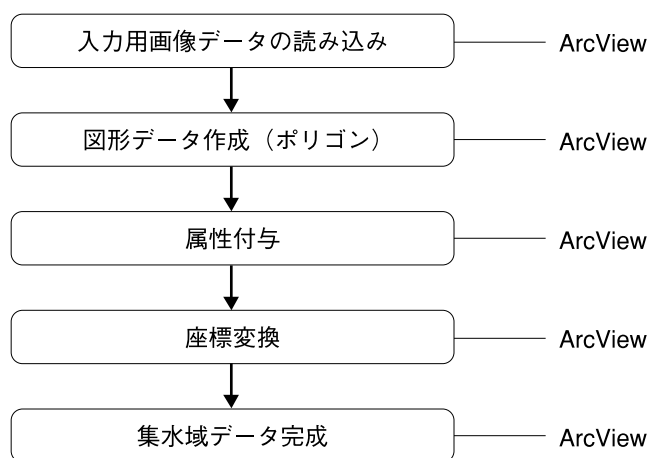 入力用画像データの読み込み
ArcView
図形データ作成（ポリゴン）
ArcView
属性付与
ArcView
座標変換
ArcView
集水域データ完成
ArcView